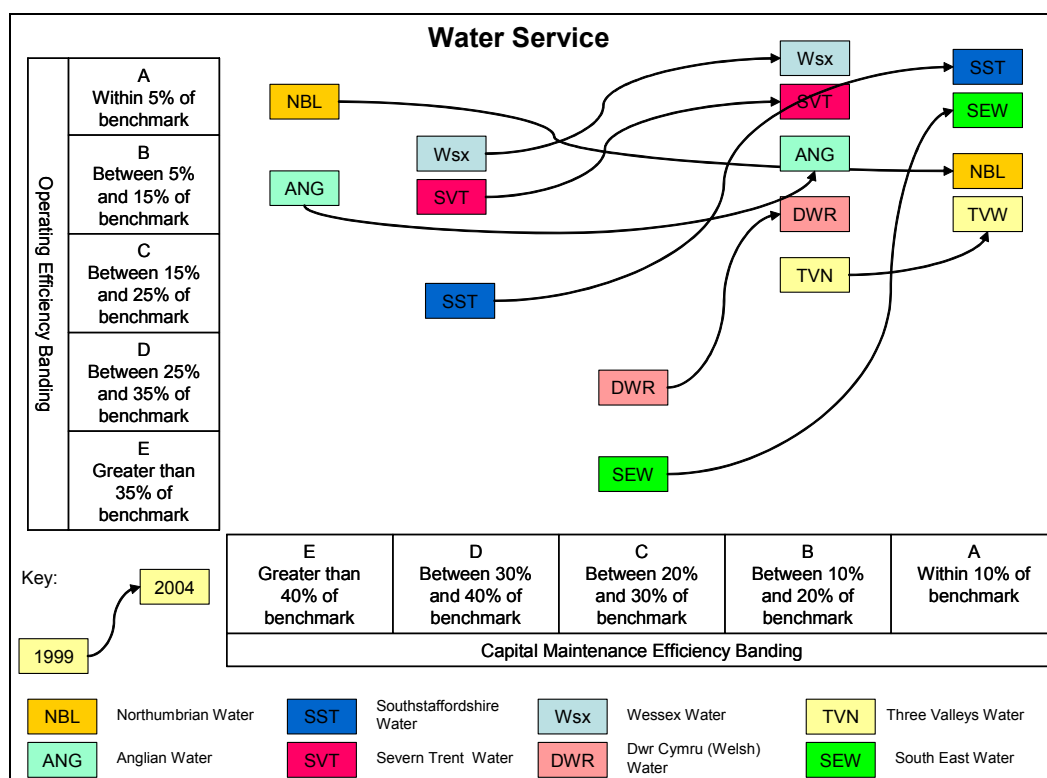 Water Service
Operating Efficiency Banding
A
Within 5% of
benchmark
B
Between 5%
and 15% of
benchmark
C
Between 15%
and 25% of
benchmark
D
Between 25%
and 35% of
benchmark
E
Greater than
35% of
benchmark
NBL
ANG
Wsx
SVT
SST
DWR
SEW
Wsx
SVT
ANG
DWR
TVN
SST
SEW
NBL
TVW
E
Greater than
40% of
benchmark
D
Between 30%
and 40% of
benchmark
C
Between 20%
and 30% of
benchmark
B
Between 10%
and 20% of
benchmark
A
Within 10% of
benchmark
Capital Maintenance Efficiency Banding
Key:
2004
1999
NBL
Northumbrian Water
SST
Southstaffordshire
Water
Wsx
Wessex Water
TVN
Three Valleys Water
ANG
Anglian Water
SVT
Severn Trent Water
DWR
Dwr Cymru (Welsh)
Water
SEW
South East Water